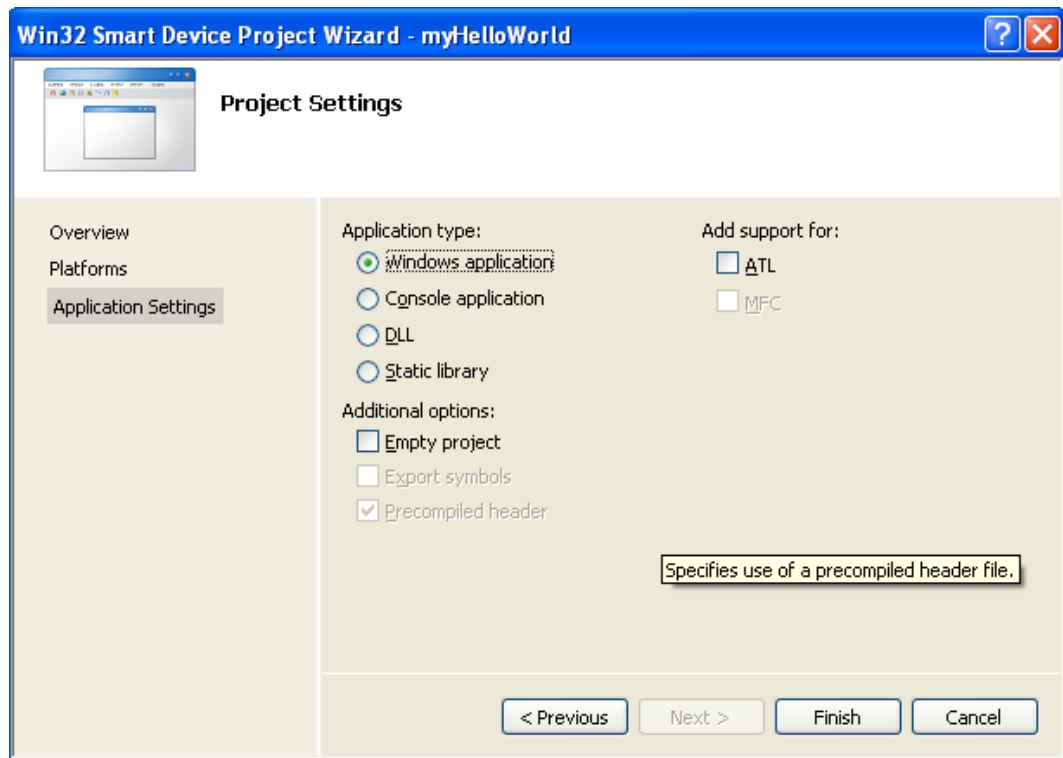 Win32 Smart Device Project Wizard - myHelloWorld
Project Settings
Overview
Platforms
Application Settings
Application type:
Windows application
Console application
DLL
Static library
Additional options:
Empty project
Export symbols
Precompiled header
Add support for:
ATL
MFC
Specifies use of a precompiled header file.
< Previous
Next >
Finish
Cancel